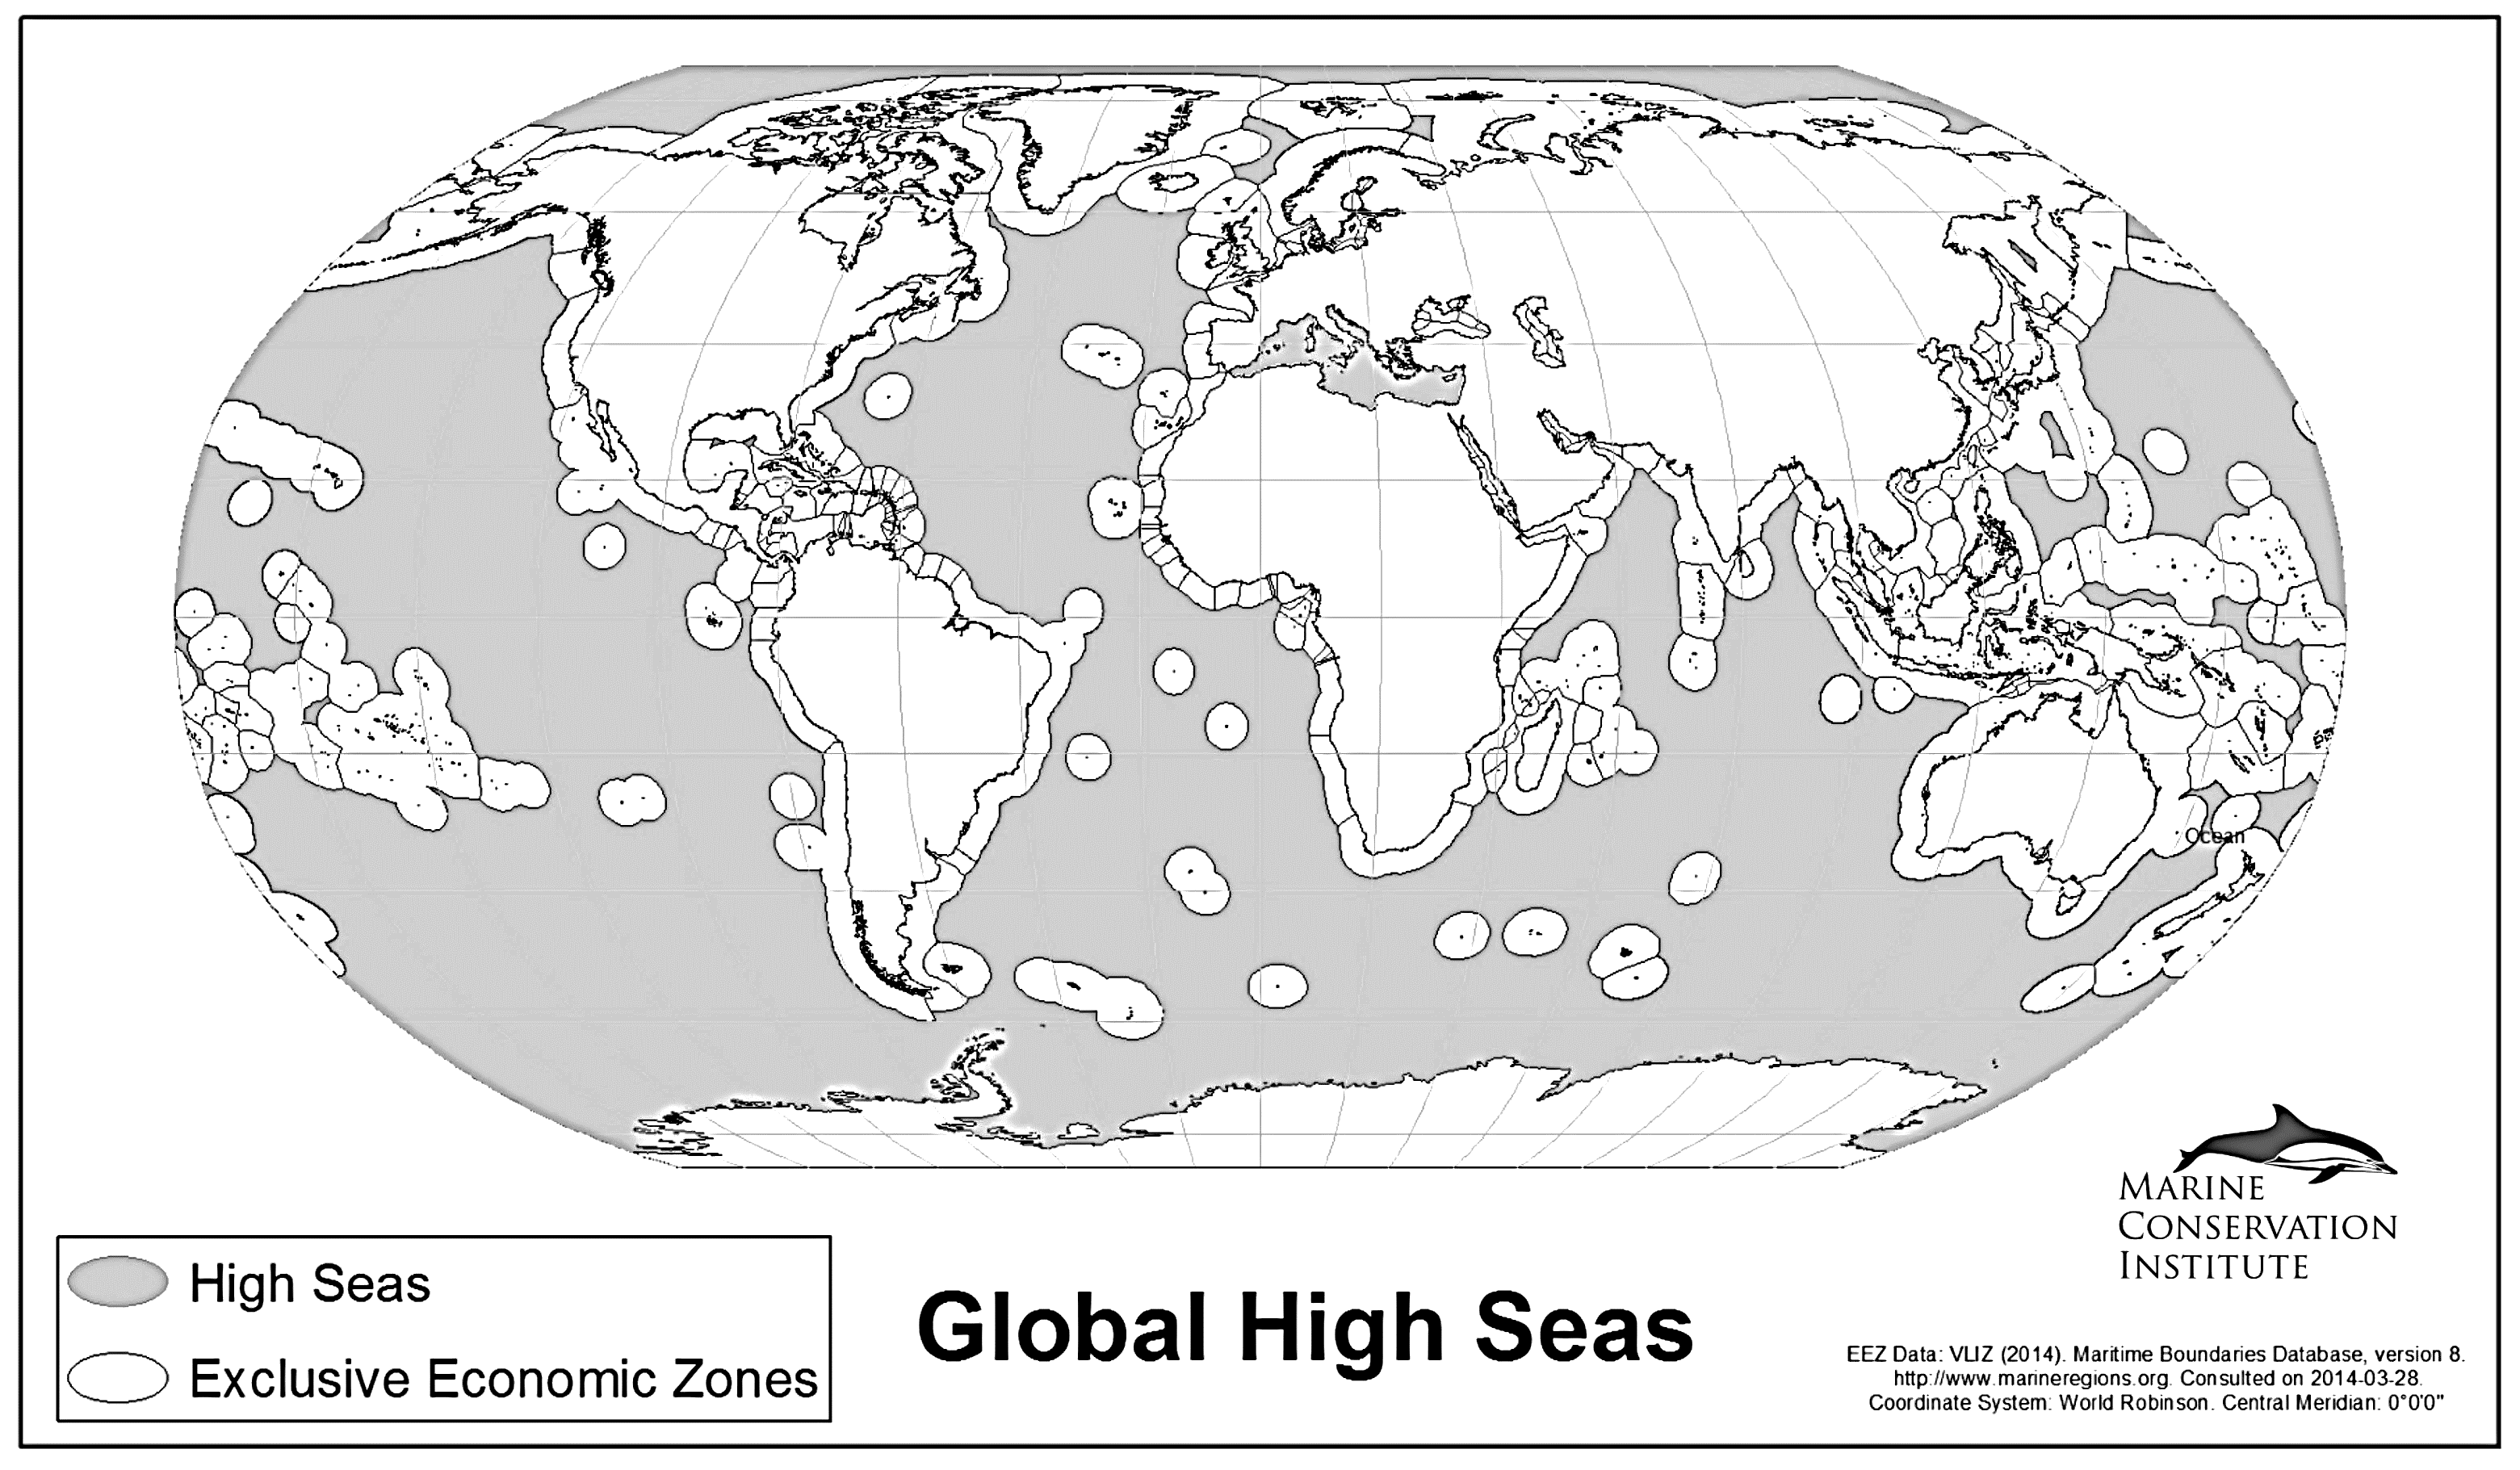 Ocean
MARINE
CONSERVATION
INSTITUTE
High Seas
Exclusive Economic Zones
Global High Seas
EEZ Data: VLIZ (2014). Maritime Boundaries Database, version 8.
http://www.marineregions.org. Consulted on 2014-03-28.
Coordinate System: World Robinson. Central Meridian: 0°0'0"